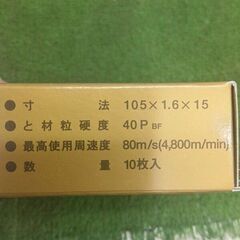 ● 寸法 105×1.6×15
● と材粒硬度 40P BF
● 最高使用周速度 80m/s(4,800m/min)
● 数量 10枚入